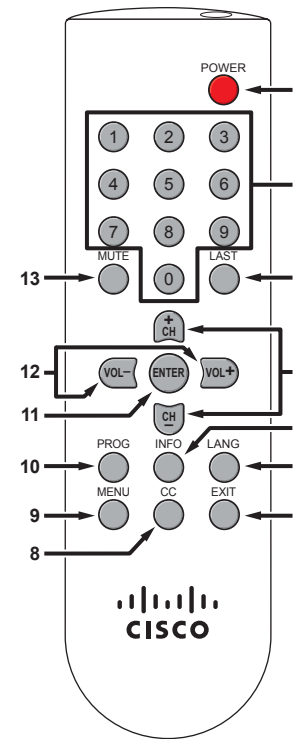 POWER
1 2 3
4 5 6
7 8 9
MUTE 0 LAST
13
+
CH
12 VOL– ENTER VOL+
11
CH
–
PROG INFO LANG
10
MENU CC EXIT
9
8
CISCO